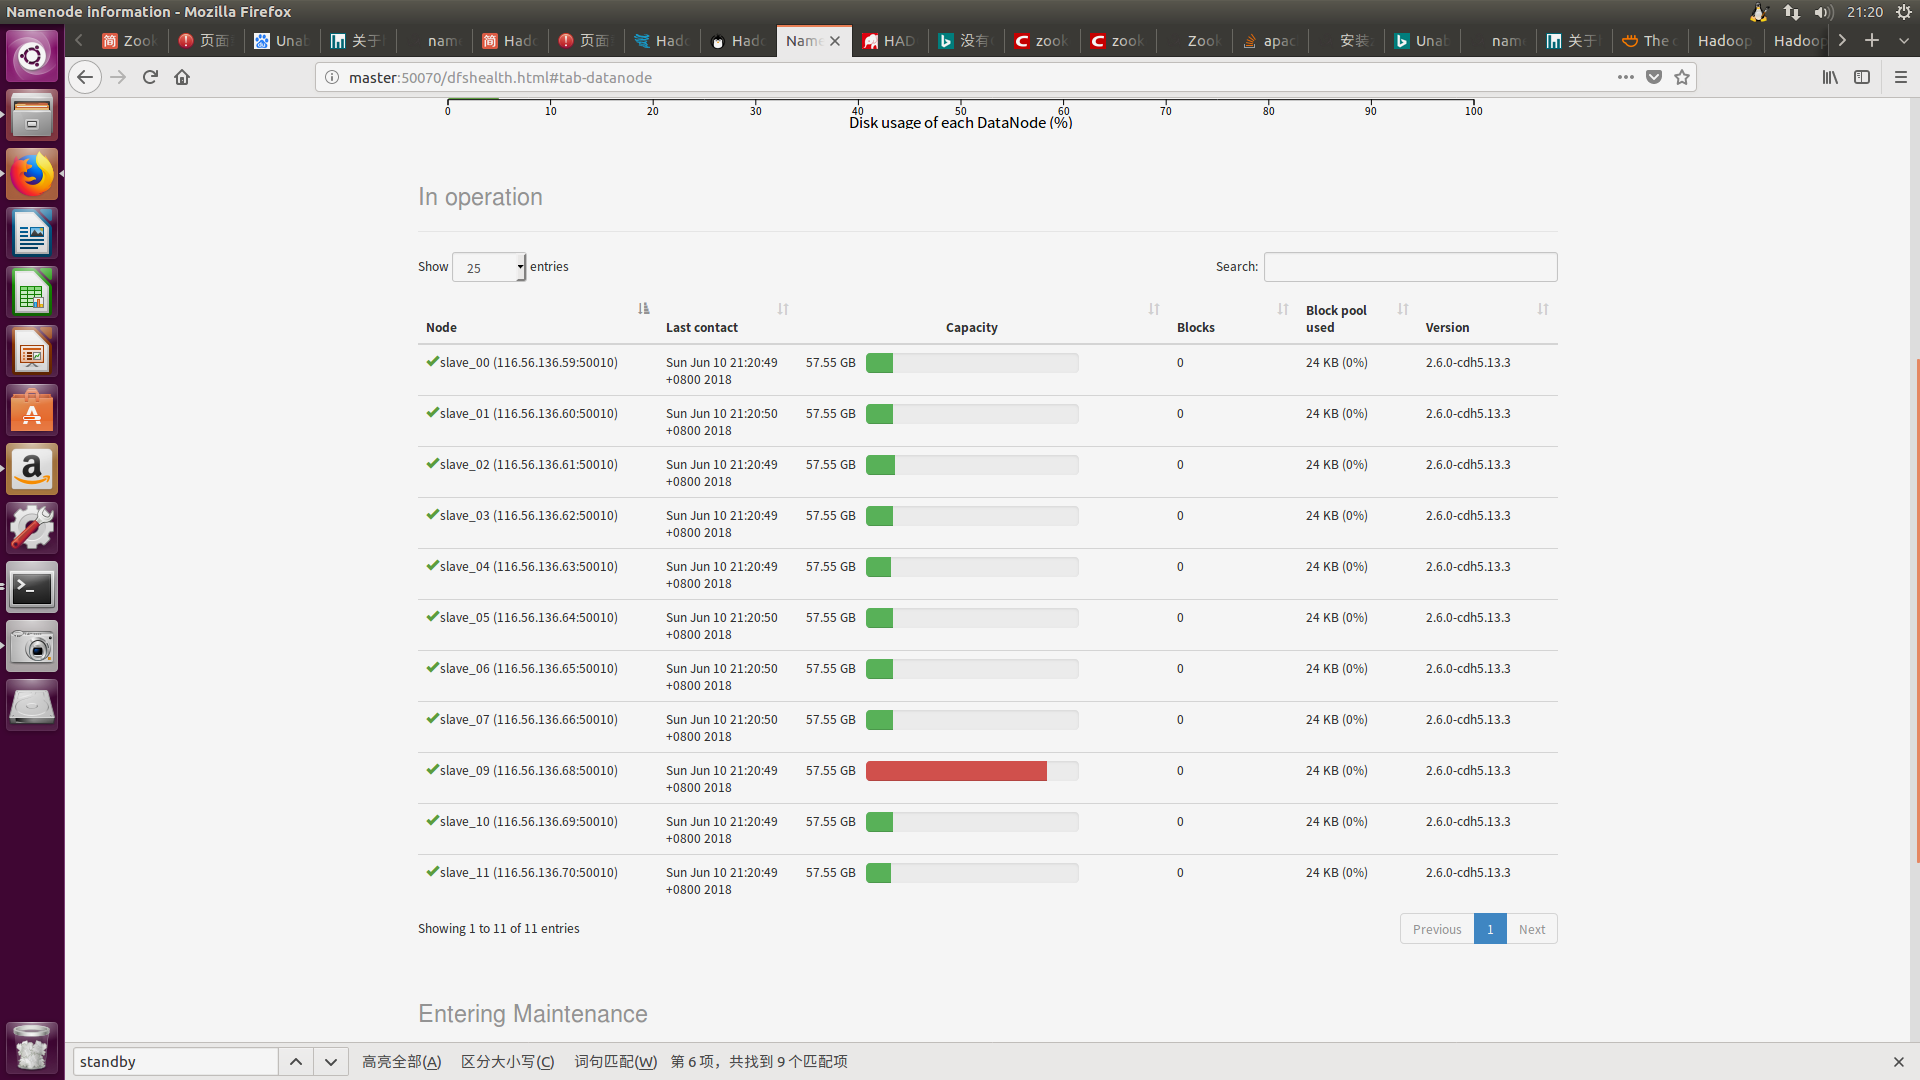 Namenode information - Mozilla Firefox
21:20
简 Zook
页面
Unab
关于
nam
简 Hado
页面
Hado
Hado
Name
HAD
没有
zook
zook
Zook
apac
安装
Unab
nam
关于
The
Hadoop
Hadoop
master:50070/dfshealth.html#tab-datanode
0 10 20 30 40 50 60 70 80 90 100
Disk usage of each DataNode (%)
In operation
Show 25 entries
Search:
Node Last contact Capacity Blocks Block pool used Version
slave_00 (116.56.136.59:50010) Sun Jun 10 21:20:49 +0800 2018 57.55 GB 0 24 KB (0%) 2.6.0-cdh5.13.3
slave_01 (116.56.136.60:50010) Sun Jun 10 21:20:50 +0800 2018 57.55 GB 0 24 KB (0%) 2.6.0-cdh5.13.3
slave_02 (116.56.136.61:50010) Sun Jun 10 21:20:49 +0800 2018 57.55 GB 0 24 KB (0%) 2.6.0-cdh5.13.3
slave_03 (116.56.136.62:50010) Sun Jun 10 21:20:49 +0800 2018 57.55 GB 0 24 KB (0%) 2.6.0-cdh5.13.3
slave_04 (116.56.136.63:50010) Sun Jun 10 21:20:49 +0800 2018 57.55 GB 0 24 KB (0%) 2.6.0-cdh5.13.3
slave_05 (116.56.136.64:50010) Sun Jun 10 21:20:50 +0800 2018 57.55 GB 0 24 KB (0%) 2.6.0-cdh5.13.3
slave_06 (116.56.136.65:50010) Sun Jun 10 21:20:50 +0800 2018 57.55 GB 0 24 KB (0%) 2.6.0-cdh5.13.3
slave_07 (116.56.136.66:50010) Sun Jun 10 21:20:50 +0800 2018 57.55 GB 0 24 KB (0%) 2.6.0-cdh5.13.3
slave_09 (116.56.136.68:50010) Sun Jun 10 21:20:49 +0800 2018 57.55 GB 0 24 KB (0%) 2.6.0-cdh5.13.3
slave_10 (116.56.136.69:50010) Sun Jun 10 21:20:49 +0800 2018 57.55 GB 0 24 KB (0%) 2.6.0-cdh5.13.3
slave_11 (116.56.136.70:50010) Sun Jun 10 21:20:49 +0800 2018 57.55 GB 0 24 KB (0%) 2.6.0-cdh5.13.3
Showing 1 to 11 of 11 entries
Previous 1 Next
Entering Maintenance
standby 高亮全部(A) 区分大小写(C) 词句匹配(W) 第 6 项，共找到 9 个匹配项